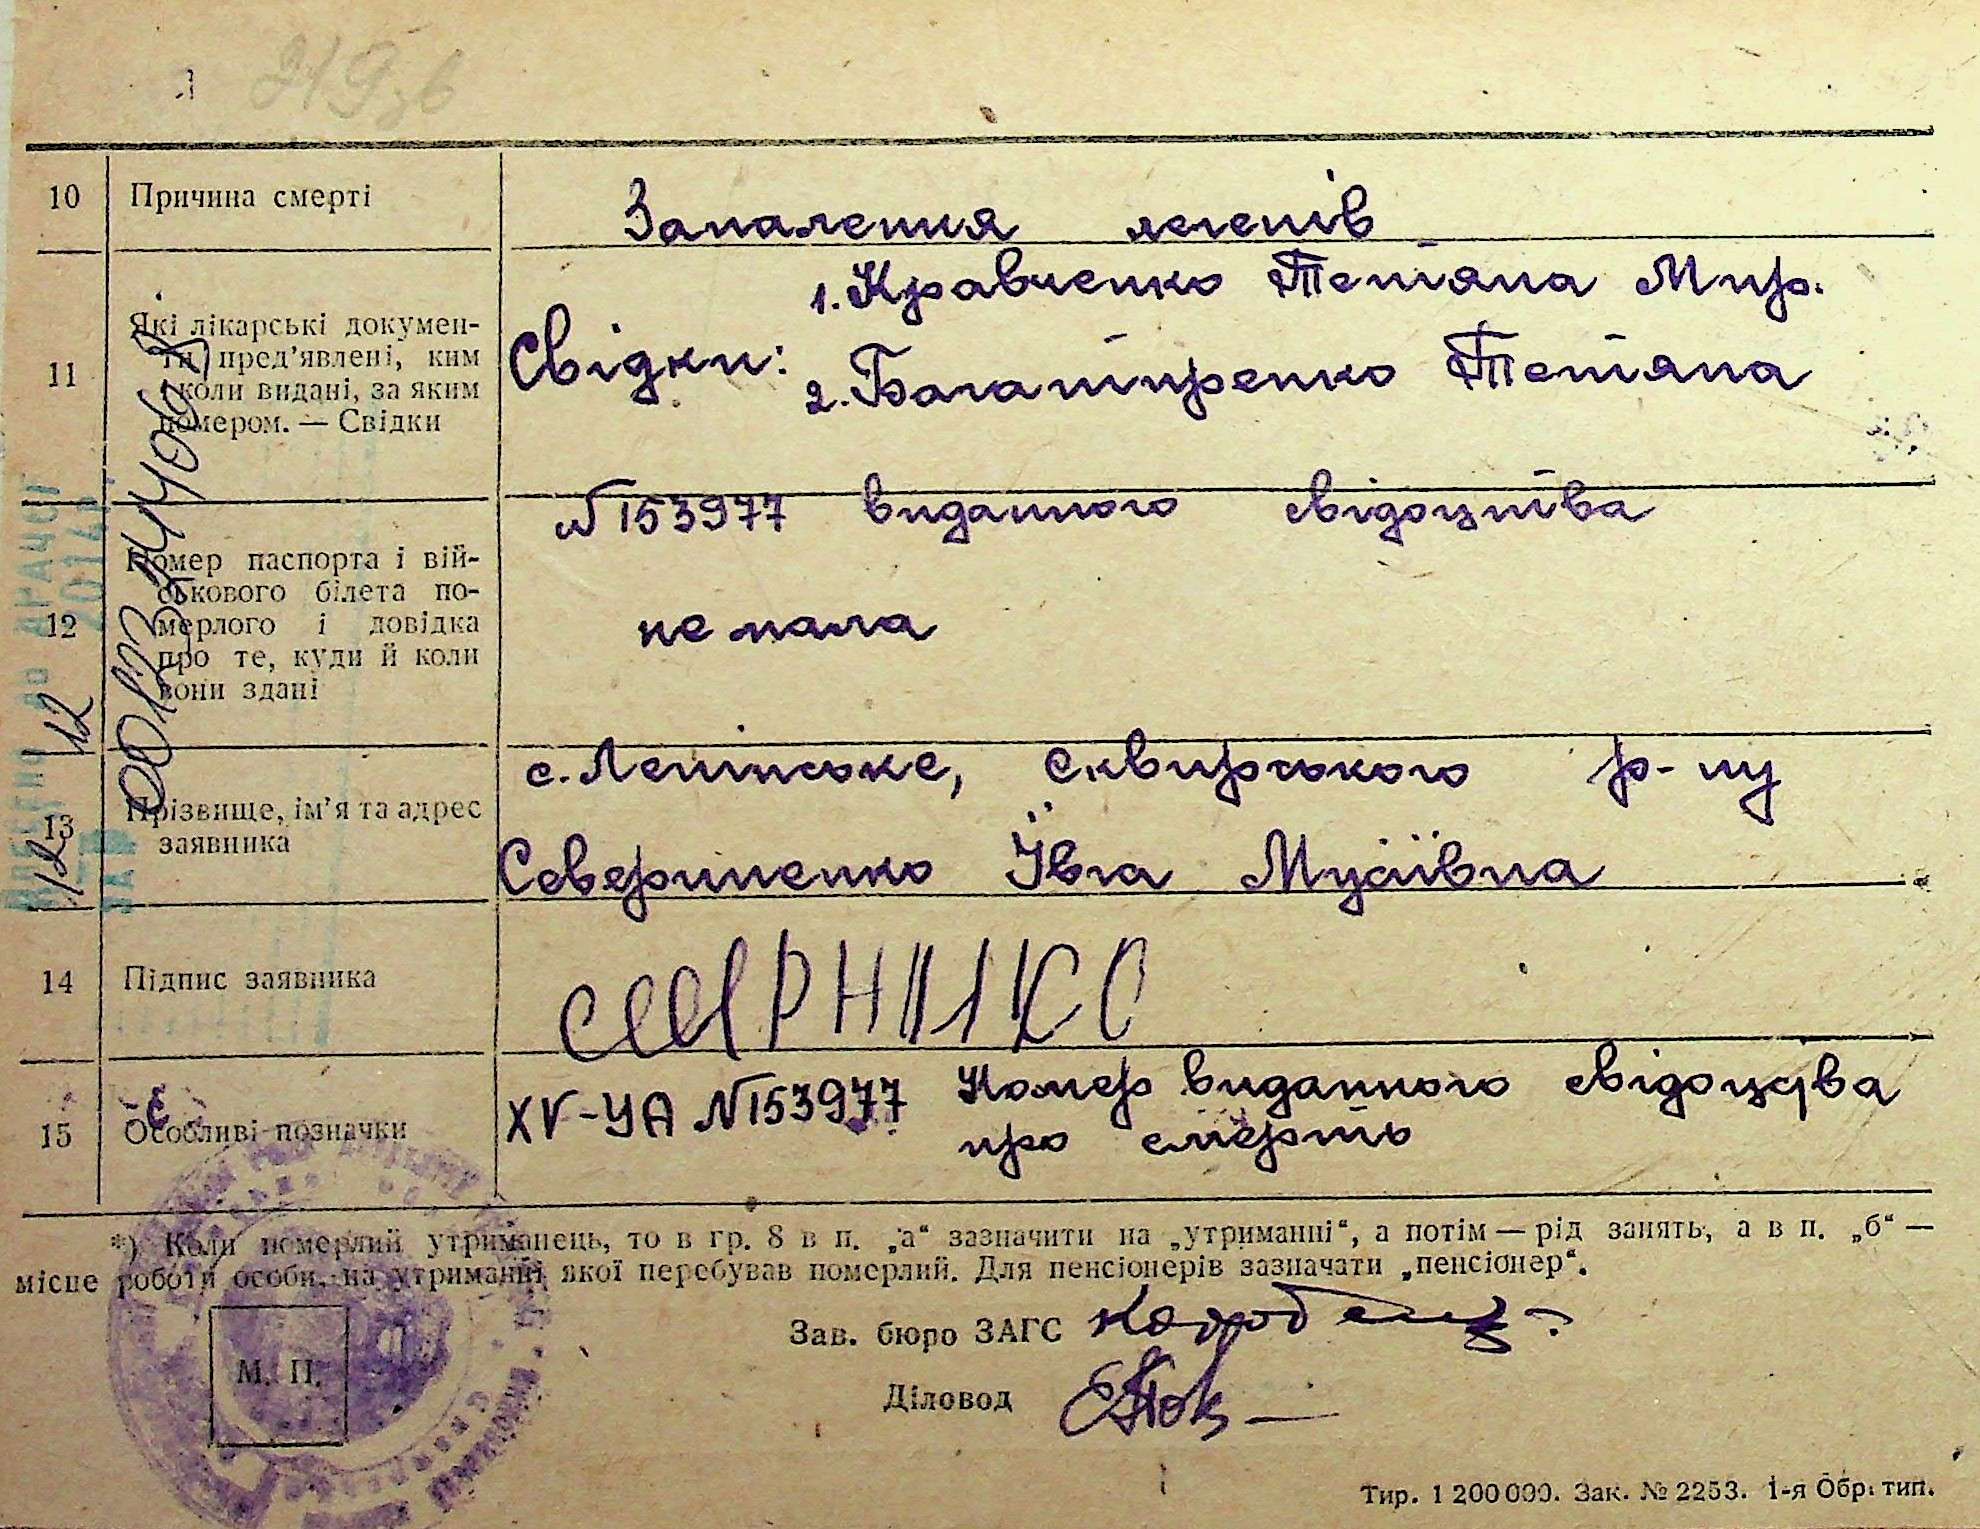 219зв
10 Причина смерті
Запалення легенів
11 Які лікарські докумен-
ти пред'явлені, ким
і коли видані, за яким
номером. — Свідки
Свідки: 1. Кравченко Тетяна Мир.
2. Богатиренко Тетяна
№ 153977 виданного свідоцтва
12 Номер паспорта і вій-
ськового білета по-
мерлого і довідка
про те, куди й коли
вони здані
не мала
с. Ленінське, Сквирського р-ну
13 Прізвище, ім'я та адрес
заявника
Севериненко Ївга Мусіївна
14 Підпис заявника
15 Особливі позначки
XV-УА №153977 Номер виданного свідоцтва
про смерть
*) Коли померлий утриманець, то в гр. 8 в п. „а“ зазначити на „утриманні“, а потім — рід занять, а в п. „б“ —
місце роботи особи, на утриманні якої перебував померлий. Для пенсіонерів зазначати „пенсіонер“.
Зав. бюро ЗАГС
М. П.
Діловод
Тир. 1 200 000. Зак. № 2253. 1-я Обр. тип.